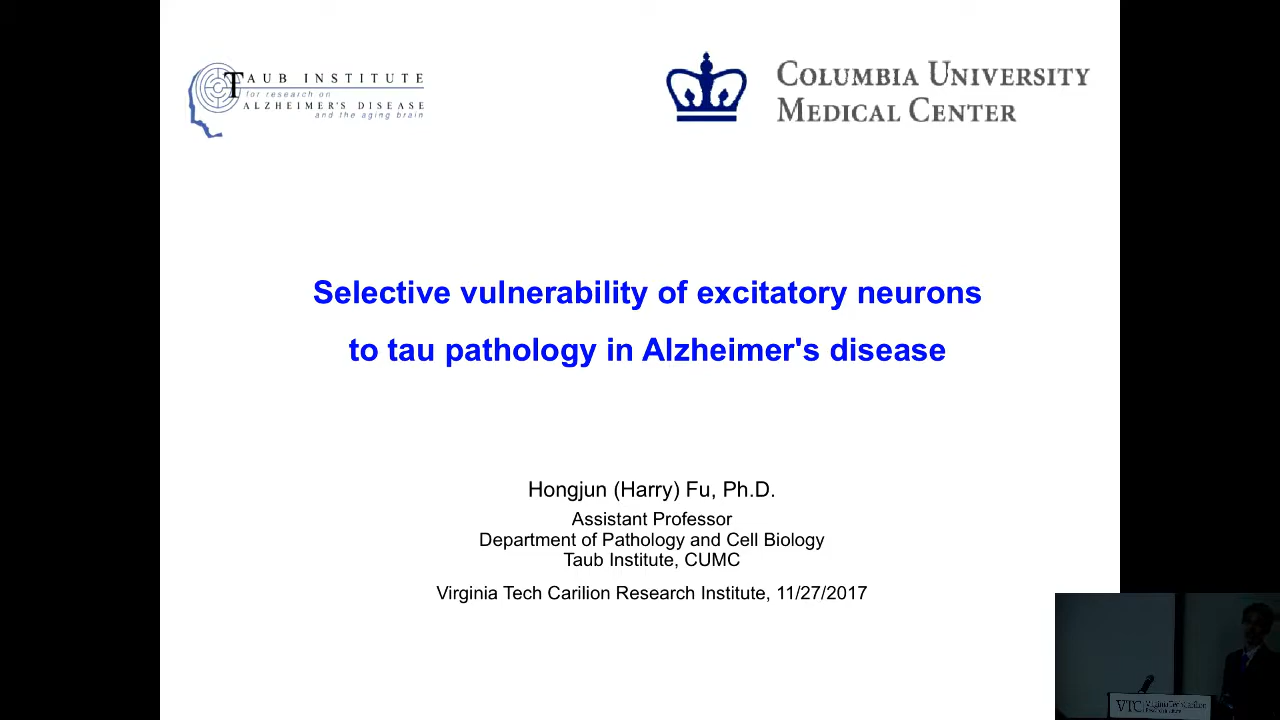 TAUB INSTITUTE
for research on
ALZHEIMER'S DISEASE
and the aging brain
COLUMBIA UNIVERSITY
MEDICAL CENTER
Selective vulnerability of excitatory neurons
to tau pathology in Alzheimer's disease
Hongjun (Harry) Fu, Ph.D.
Assistant Professor
Department of Pathology and Cell Biology
Taub Institute, CUMC
Virginia Tech Carilion Research Institute, 11/27/2017
VTC VirginiaTechCarilion